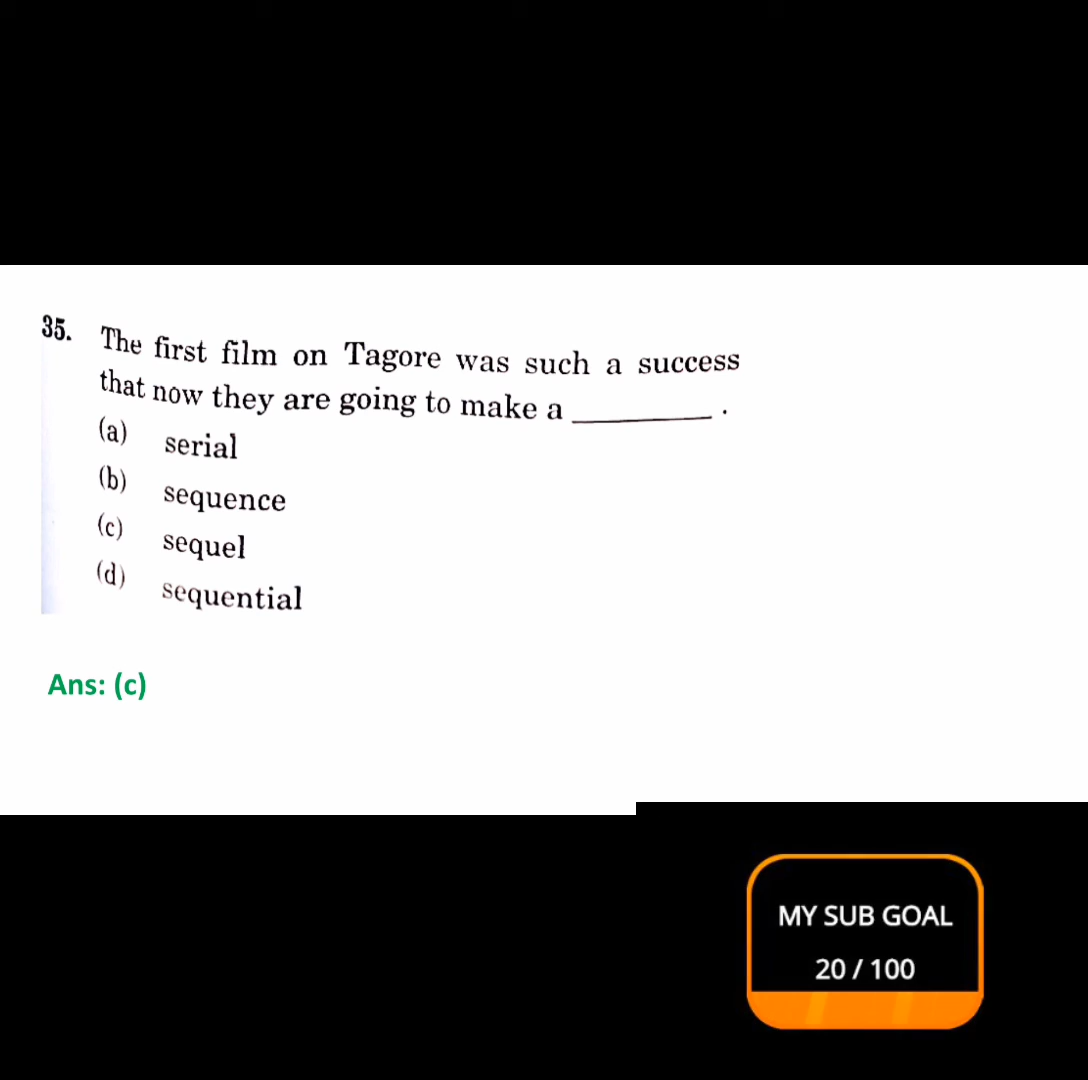 35. The first film on Tagore was such a success
that now they are going to make a ________ .
(a) serial
(b) sequence
(c) sequel
(d) sequential
Ans: (c)
MY SUB GOAL
20 / 100